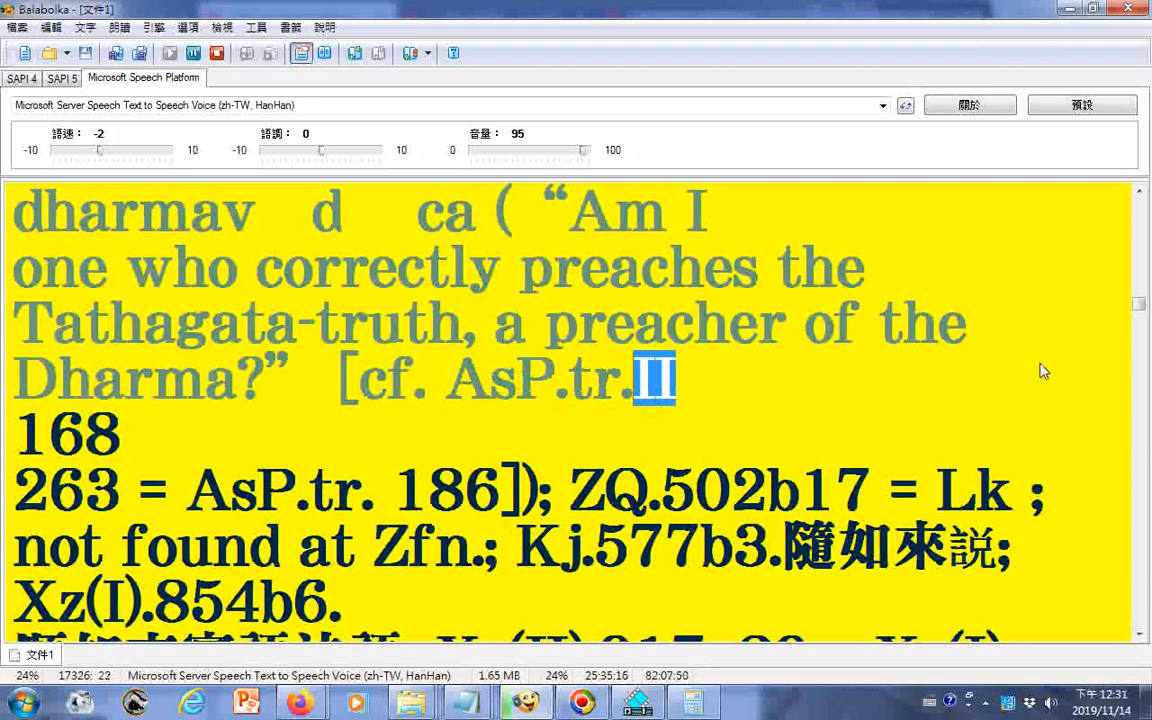 Balabolka - [文件1]
檔案 編輯 文字 朗讀 引擎 選項 檢視 工具 書籤 說明
SAPI 4 SAPI 5 Microsoft Speech Platform
Microsoft Server Speech Text to Speech Voice (zh-TW, HanHan) 關於 預設
語速： -2 語調： 0 音量： 95
-10 10 -10 10 0 100
dharmav d ca ( “Am I
one who correctly preaches the
Tathagata-truth, a preacher of the
Dharma?” [cf. AsP.tr.II
168
263 = AsP.tr. 186]); ZQ.502b17 = Lk ;
not found at Zfn.; Kj.577b3.隨如來説;
Xz(I).854b6.
文件1
24% 17326: 22 Microsoft Server Speech Text to Speech Voice (zh-TW, HanHan) 1.65 MB 24% 25:35:16 82:07:50
下午 12:31
2019/11/14